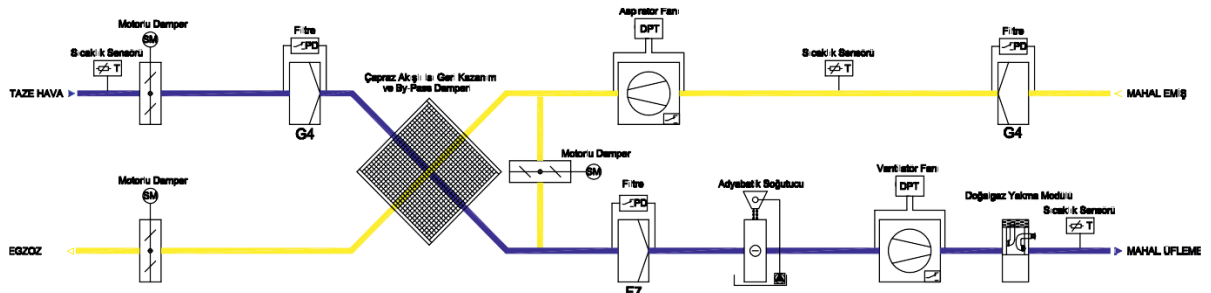 Aspiratör Fanı
Motorlu Damper
Filtre
Filtre
SM
DPT
Sıcaklık Sensörü
PD
Sıcaklık Sensörü
PD
T
T
Çapraz Akışlı Isı Geri Kazanım
ve By-Pass Damperi
TAZE HAVA
MAHAL EMİŞ
G4
G4
Motorlu Damper
Motorlu Damper
Ventilatör Fanı
SM
Filtre
Adyabatik Soğutucu
DPT
Doğalgaz Yakma Modülü
SM
PD
Sıcaklık Sensörü
T
EGZOZ
MAHAL ÜFLEME
F7